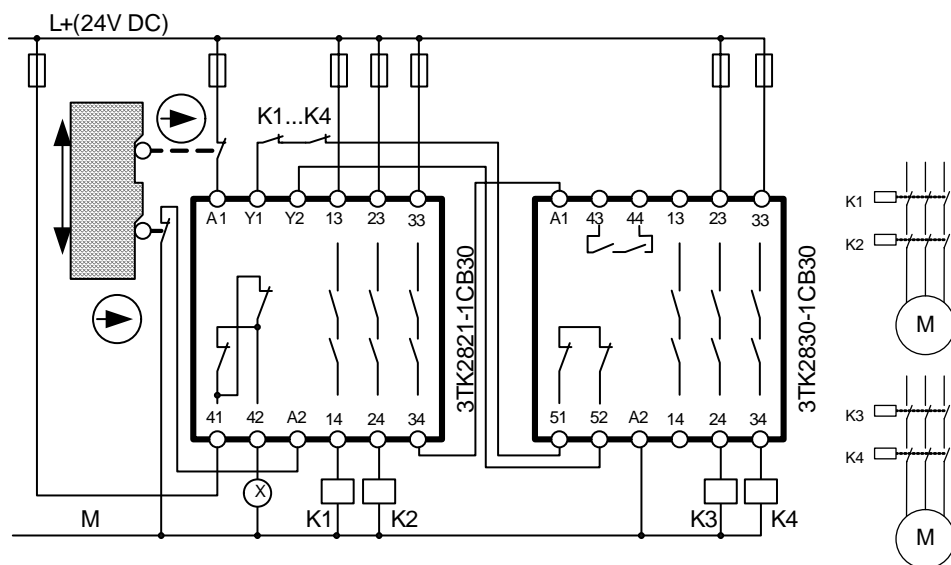 L+(24V DC)
K1...K4
A1 Y1 Y2 13 23 33
A1 43 44 13 23 33
3TK2821-1CB30
3TK2830-1CB30
41 42 A2 14 24 34
51 52 A2 14 24 34
X
M
K1
K2
K3
K4
K1
K2
M
K3
K4
M